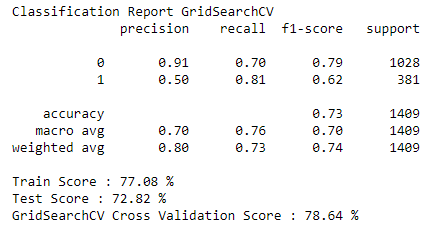 Classification Report GridSearchCV
precision recall f1-score support
0 0.91 0.70 0.79 1028
1 0.50 0.81 0.62 381
accuracy 0.73 1409
macro avg 0.70 0.76 0.70 1409
weighted avg 0.80 0.73 0.74 1409
Train Score : 77.08 %
Test Score : 72.82 %
GridSearchCV Cross Validation Score : 78.64 %